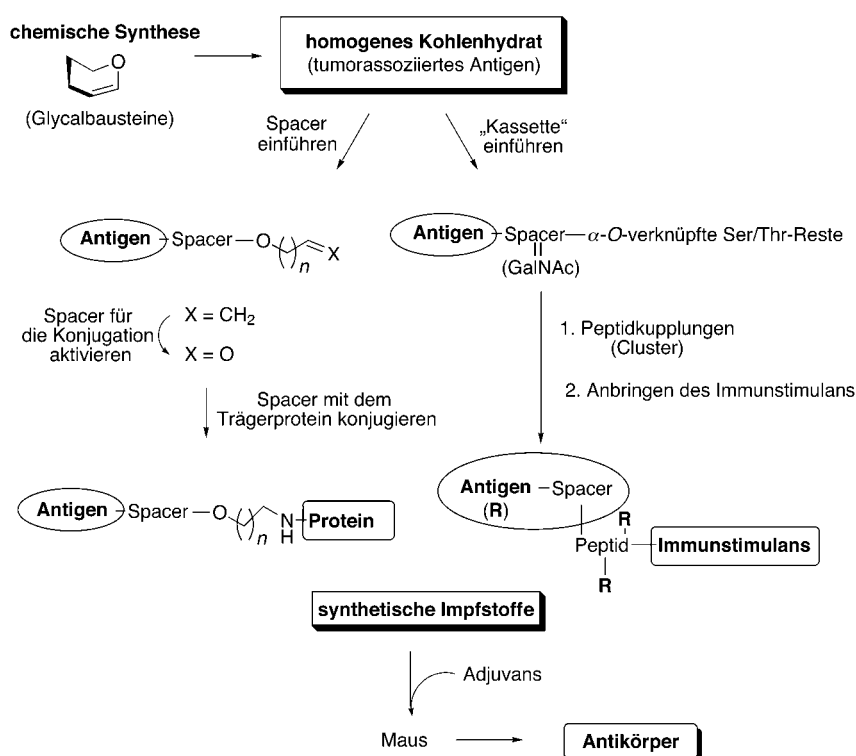 chemische Synthese
O
(Glycalbausteine)
homogenes Kohlenhydrat
(tumorassoziiertes Antigen)
Spacer
einführen
„Kassette“
einführen
Antigen Spacer — O ( )n X
Antigen Spacer — α-O-verknüpfte Ser/Thr-Reste
(GalNAc)
Spacer für
die Konjugation
aktivieren
X = CH2
X = O
1. Peptidkupplungen
(Cluster)
2. Anbringen des Immunstimulans
Spacer mit dem
Trägerprotein konjugieren
Antigen Spacer — O ( )n N H Protein
Antigen – Spacer
(R)
R
Peptid — Immunstimulans
R
synthetische Impfstoffe
Adjuvans
Maus
Antikörper